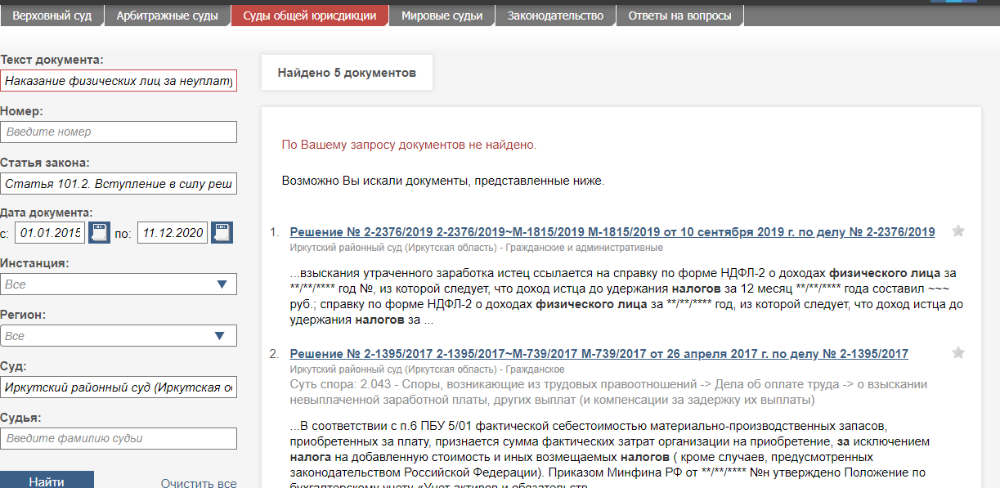 Верховный суд
Арбитражные суды
Суды общей юрисдикции
Мировые судьи
Законодательство
Ответы на вопросы
Текст документа:
Наказание физических лиц за неуплату
Номер:
Введите номер
Статья закона:
Статья 101.2. Вступление в силу реш
Дата документа:
с: 01.01.2015 по: 11.12.2020
Инстанция:
Все
Регион:
Все
Суд:
Иркутский районный суд (Иркутская об
Судья:
Введите фамилию судьи
Найти
Очистить все
Найдено 5 документов
По Вашему запросу документов не найдено.
Возможно Вы искали документы, представленные ниже.
1. Решение № 2-2376/2019 2-2376/2019~М-1815/2019 М-1815/2019 от 10 сентября 2019 г. по делу № 2-2376/2019
Иркутский районный суд (Иркутская область) - Гражданские и административные
...взыскания утраченного заработка истец ссылается на справку по форме НДФЛ-2 о доходах физического лица за
**/**/**** год №, из которой следует, что доход истца до удержания налогов за 12 месяц **/**/**** года составил ~~~
руб.; справку по форме НДФЛ-2 о доходах физического лица за **/**/**** год, из которой следует, что доход истца до
удержания налогов за ...
2. Решение № 2-1395/2017 2-1395/2017~М-739/2017 М-739/2017 от 26 апреля 2017 г. по делу № 2-1395/2017
Иркутский районный суд (Иркутская область) - Гражданское
Суть спора: 2.043 - Споры, возникающие из трудовых правоотношений -> Дела об оплате труда -> о взыскании
невыплаченной заработной платы, других выплат (и компенсации за задержку их выплаты)
...В соответствии с п.6 ПБУ 5/01 фактической себестоимостью материально-производственных запасов,
приобретенных за плату, признается сумма фактических затрат организации на приобретение, за исключением
налога на добавленную стоимость и иных возмещаемых налогов ( кроме случаев, предусмотренных
законодательством Российской Федерации). Приказом Минфина РФ от **/**/**** №н утверждено Положение по
бухгалтерскому учету «Учет активов и обязательств